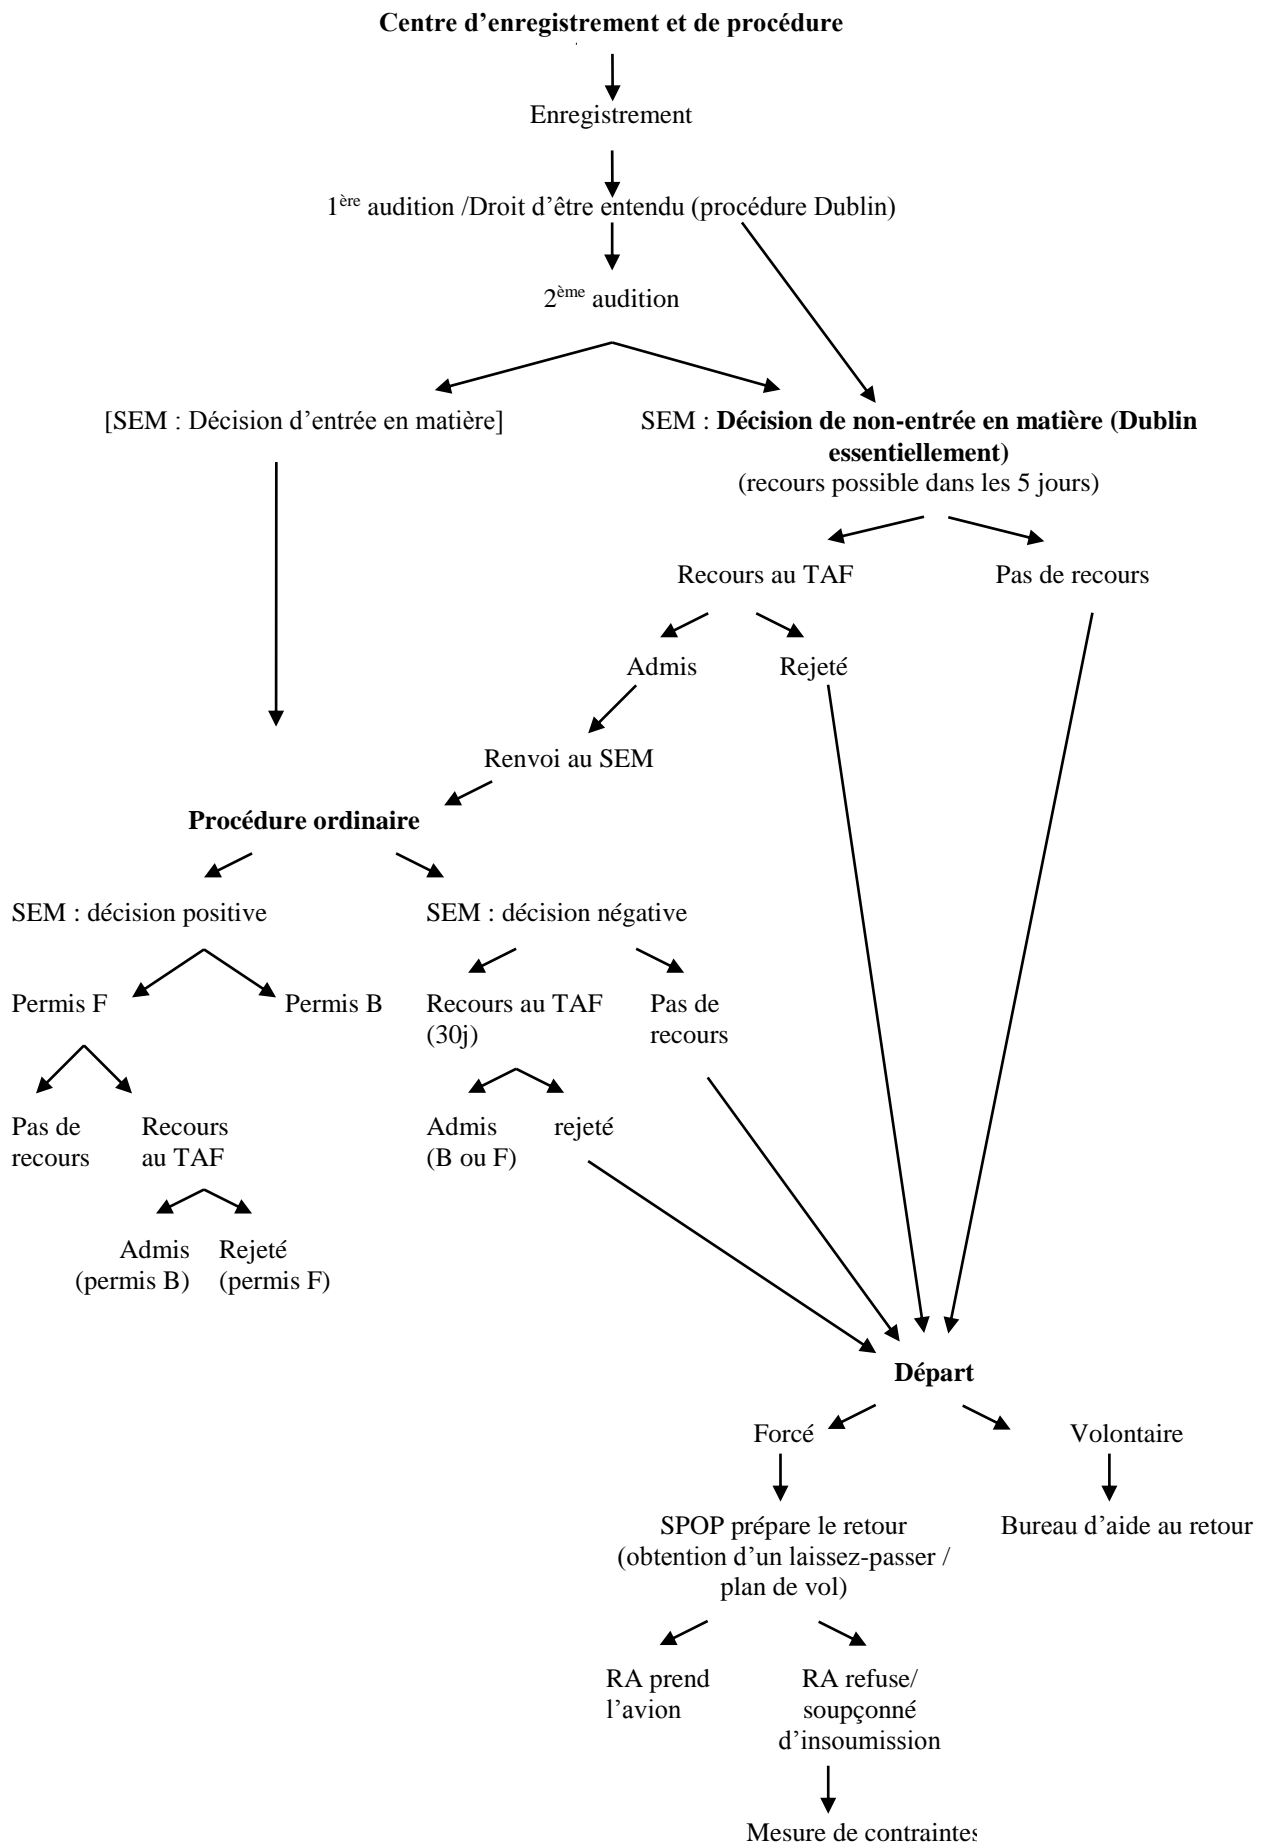 Centre d’enregistrement et de procédure
Enregistrement
1ère audition /Droit d’être entendu (procédure Dublin)
2ème audition
[SEM : Décision d’entrée en matière]
SEM : Décision de non-entrée en matière (Dublin
essentiellement)
(recours possible dans les 5 jours)
Recours au TAF
Pas de recours
Admis
Rejeté
Renvoi au SEM
Procédure ordinaire
SEM : décision positive
SEM : décision négative
Permis F
Permis B
Recours au TAF
(30j)
Pas de
recours
Pas de
recours
Recours
au TAF
Admis
(B ou F)
rejeté
Admis
(permis B)
Rejeté
(permis F)
Départ
Forcé
Volontaire
SPOP prépare le retour
(obtention d’un laissez-passer /
plan de vol)
Bureau d’aide au retour
RA prend
l’avion
RA refuse/
soupçonné
d’insoumission
Mesure de contraintes